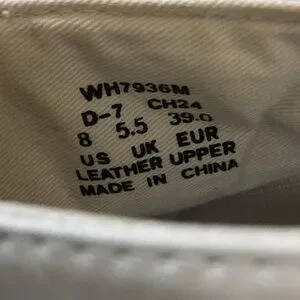 WH7936M
D-7 CH24
8 5.5 39.0
US UK EUR
LEATHER UPPER
MADE IN CHINA